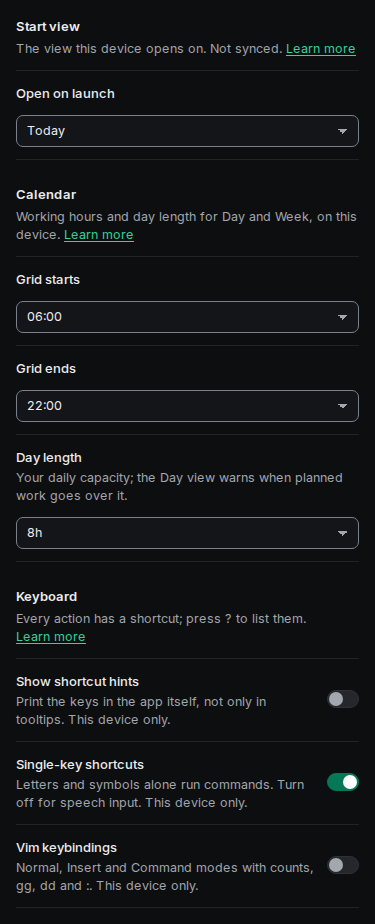 Start view
The view this device opens on. Not synced. Learn more
Open on launch
Today
Calendar
Working hours and day length for Day and Week, on this
device. Learn more
Grid starts
06:00
Grid ends
22:00
Day length
Your daily capacity; the Day view warns when planned
work goes over it.
8h
Keyboard
Every action has a shortcut; press ? to list them.
Learn more
Show shortcut hints
Print the keys in the app itself, not only in
tooltips. This device only.
Single-key shortcuts
Letters and symbols alone run commands. Turn
off for speech input. This device only.
Vim keybindings
Normal, Insert and Command modes with counts,
gg, dd and :. This device only.